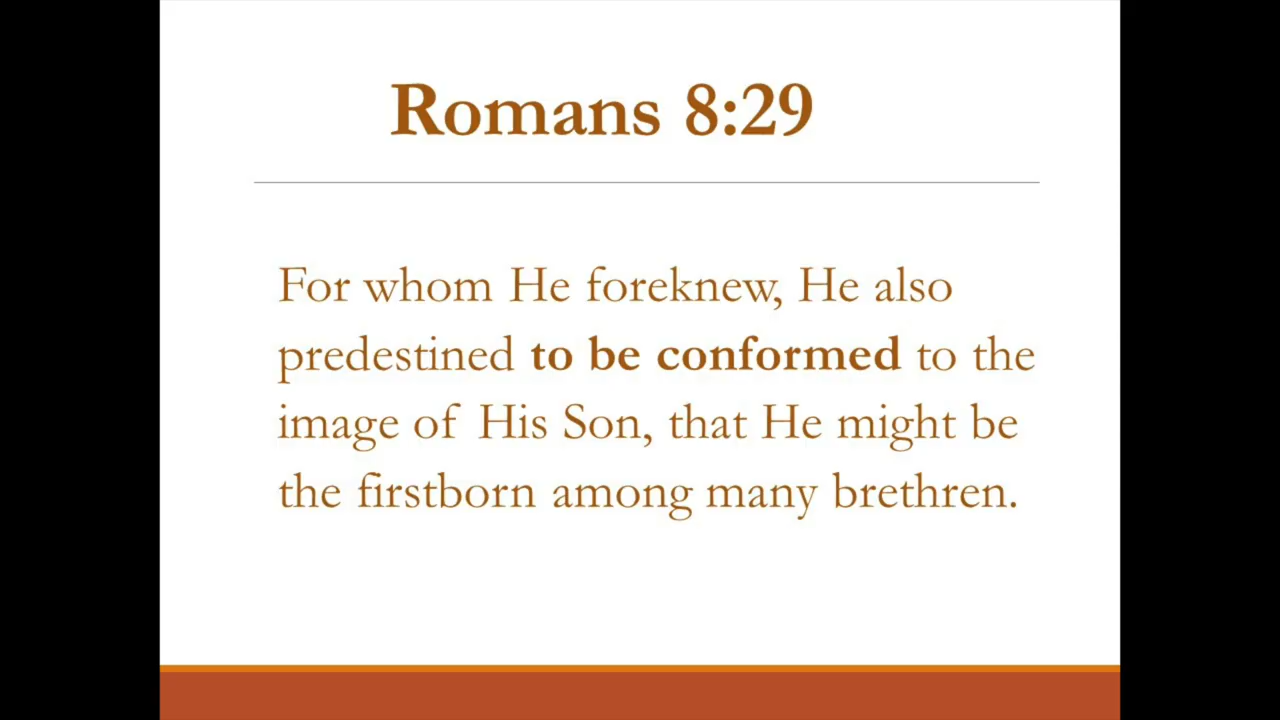 Romans 8:29
For whom He foreknew, He also
predestined to be conformed to the
image of His Son, that He might be
the firstborn among many brethren.